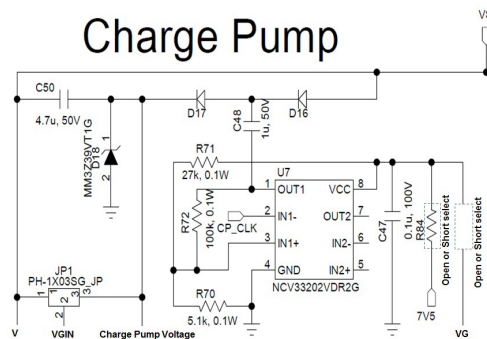 Charge Pump
C50
4.7u, 50V
MM3Z39VT1G
D18
1
2
D17
D16
C48
1u, 50V
R71
27k, 0.1W
R72
100k, 0.1W
CP_CLK
U7
1 OUT1 VCC 8
2 IN1- OUT2 7
3 IN1+ IN2- 6
4 GND IN2+ 5
NCV33202VDR2G
R70
5.1k, 0.1W
C47
0.1u, 100V
R84
Open or Short select
Open or Short select
7V5
JP1
PH-1X03SG_JP
1 2 3
V
VGIN
Charge Pump Voltage
VG